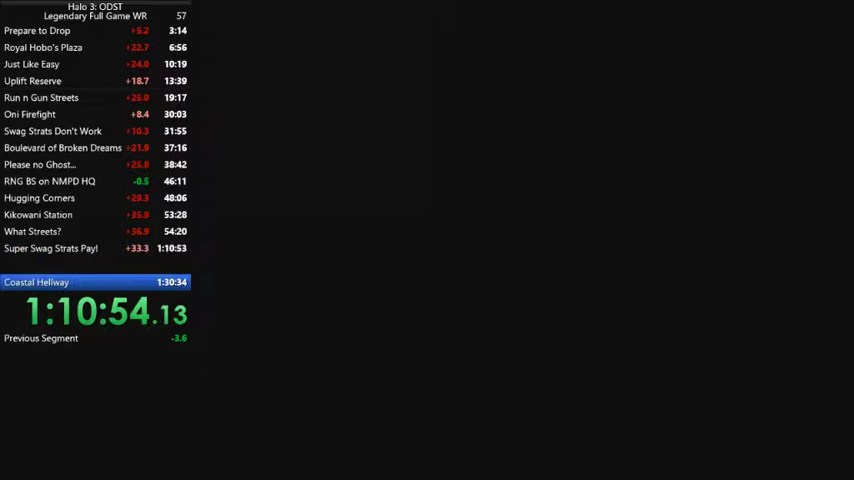 Halo 3: ODST
Legendary Full Game WR 57
Prepare to Drop +5.2 3:14
Royal Hobo's Plaza +22.7 6:56
Just Like Easy +24.0 10:19
Uplift Reserve +18.7 13:39
Run n Gun Streets +25.0 19:17
Oni Firefight +8.4 30:03
Swag Strats Don't Work +10.3 31:55
Boulevard of Broken Dreams +21.9 37:16
Please no Ghost... +25.8 38:42
RNG BS on NMPD HQ -0.5 46:11
Hugging Corners +29.3 48:06
Kikowani Station +35.9 53:28
What Streets? +36.9 54:20
Super Swag Strats Pay! +33.3 1:10:53
Coastal Hellway 1:30:34
1:10:54.13
Previous Segment -3.6